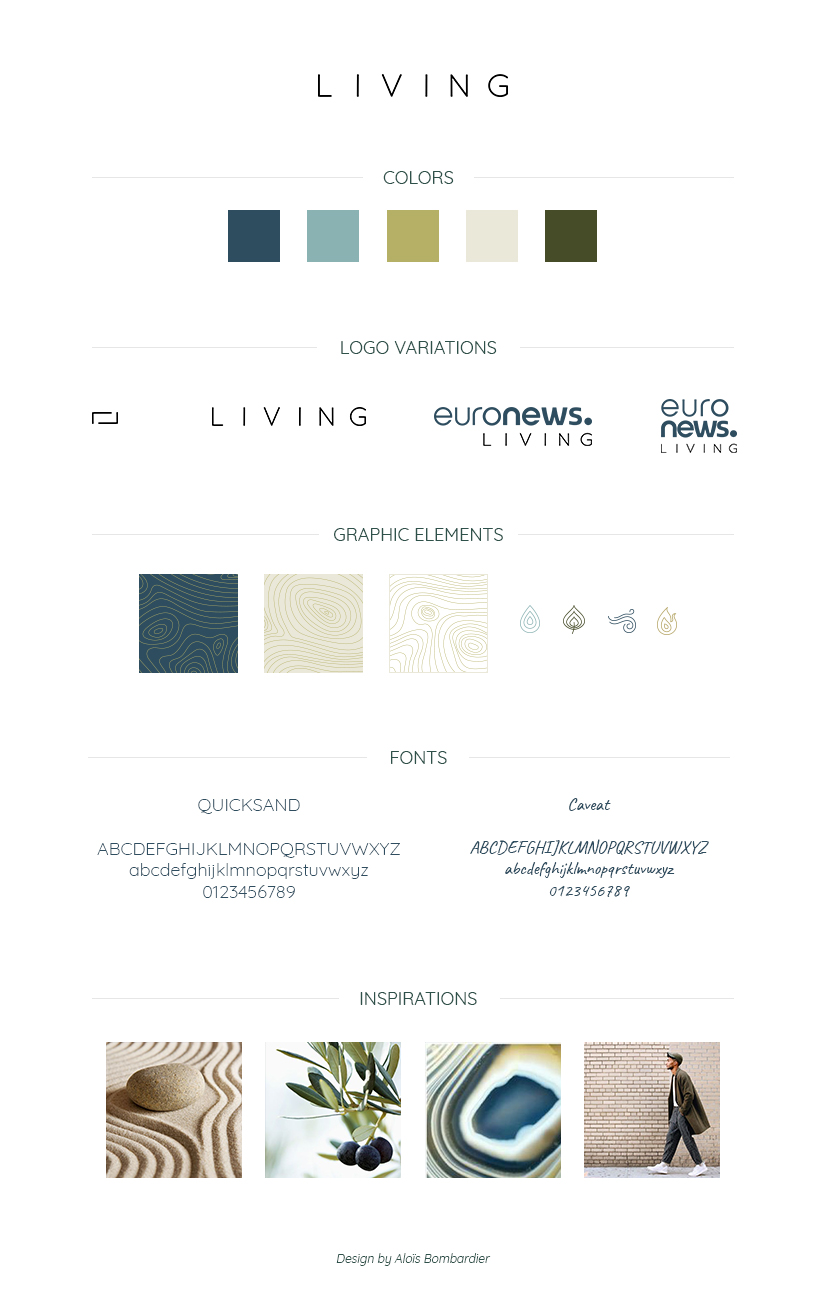 LIVING
COLORS
LOGO VARIATIONS
LIVING
euronews.
LIVING
euro
news.
LIVING
GRAPHIC ELEMENTS
FONTS
QUICKSAND
ABCDEFGHIJKLMNOPQRSTUVWXYZ
abcdefghijklmnopqrstuvwxyz
0123456789
Caveat
ABCDEFGHIJKLMNOPQRSTUVWXYZ
abcdefghijklmnopqrstuvwxyz
0123456789
INSPIRATIONS
Design by Aloïs Bombardier